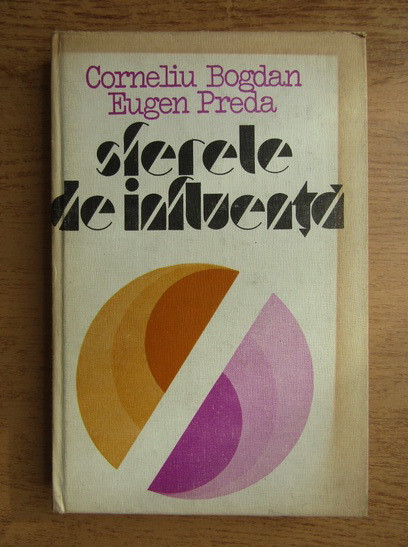 Corneliu Bogdan
Eugen Preda
sferele
de influență